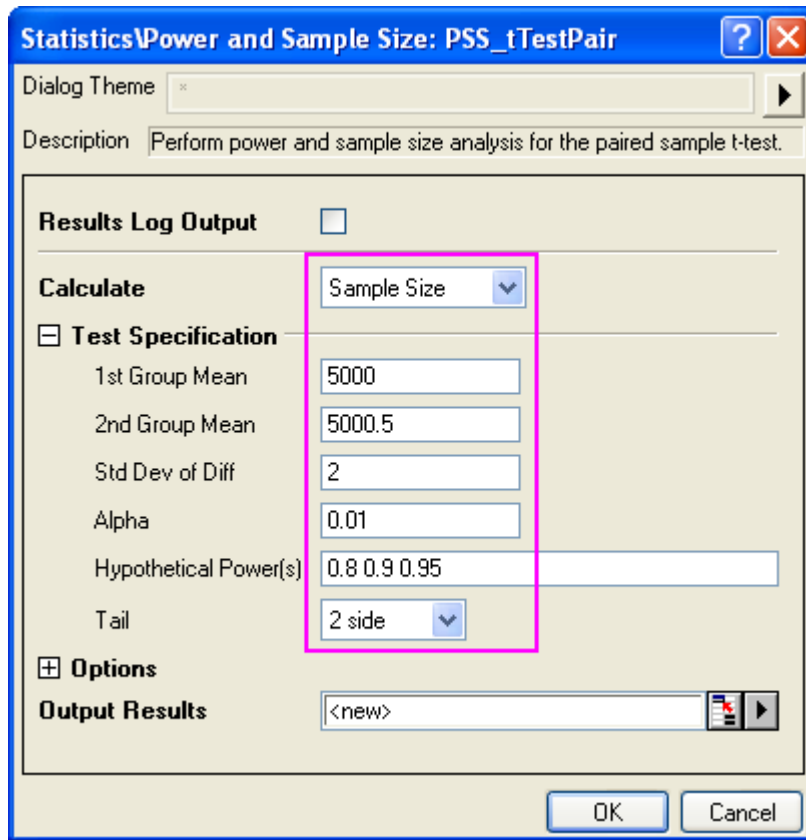 Statistics\Power and Sample Size: PSS_tTestPair
Dialog Theme *
Description Perform power and sample size analysis for the paired sample t-test.
Results Log Output
Calculate Sample Size
Test Specification
1st Group Mean 5000
2nd Group Mean 5000.5
Std Dev of Diff 2
Alpha 0.01
Hypothetical Power(s) 0.8 0.9 0.95
Tail 2 side
Options
Output Results <new>
OK Cancel